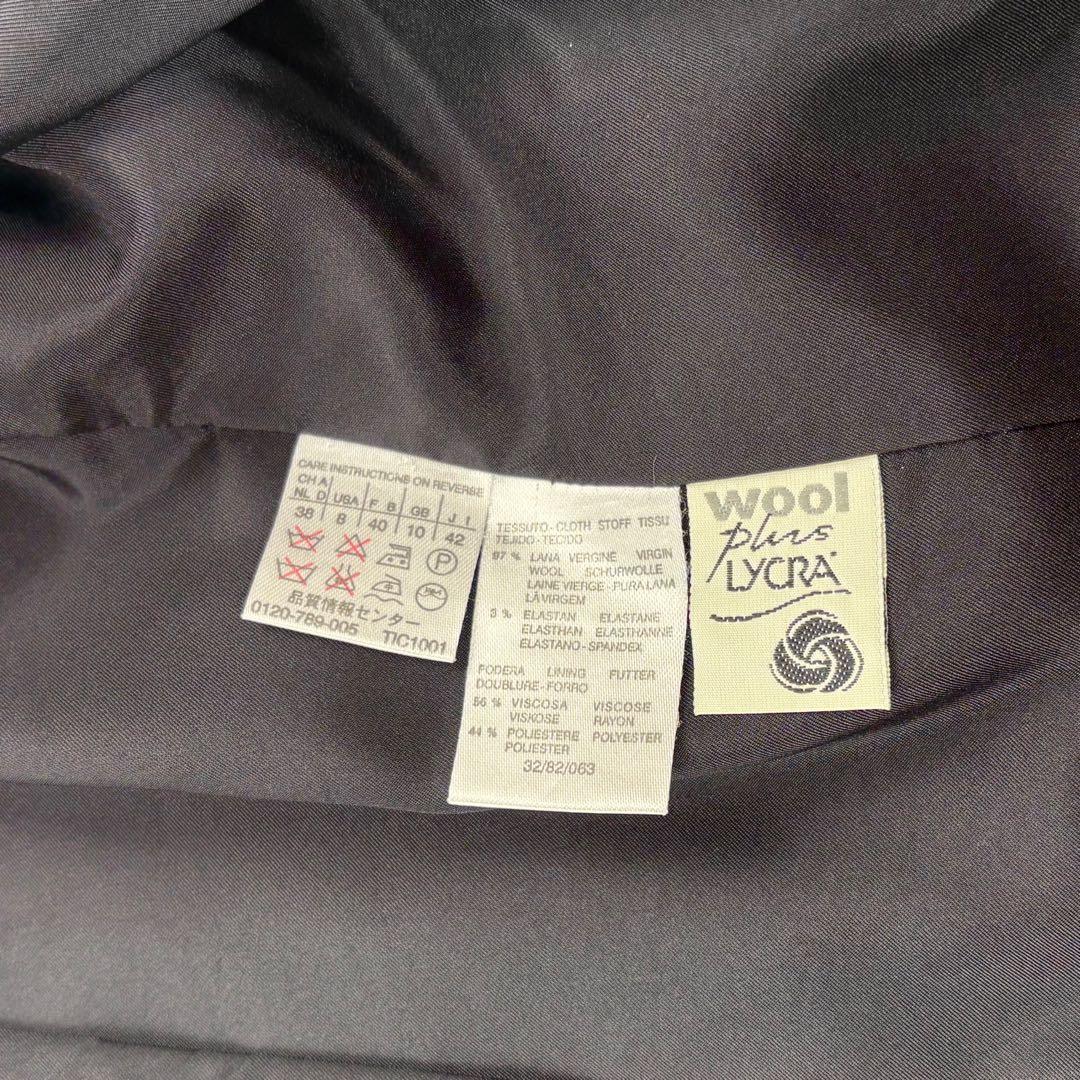 CARE INSTRUCTIONS ON REVERSE
CH A
NL D USA F B GB J I
38 8 40 10 42
P
品質情報センター
0120-789-005 TIC1001
TESSUTO-CLOTH STOFF TISSU
TEJIDO-TECIDO
97 % LANA VERGINE VIRGIN
WOOL SCHURWOLLE
LAINE VIERGE-PURA LANA
LÃ VIRGEM
3 % ELASTAN ELASTANE
ELASTHAN ELASTHANNE
ELASTANO-SPANDEX
FODERA LINING FUTTER
DOUBLURE-FORRO
56 % VISCOSA VISCOSE
VISKOSE RAYON
44 % POLIESTERE POLYESTER
POLIESTER
32/82/063
wool
plus
LYCRA